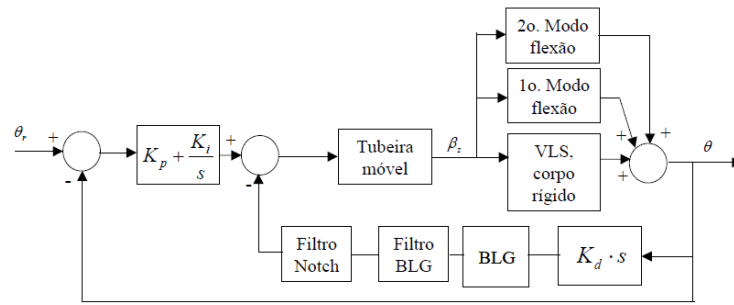 2o. Modo
flexão
1o. Modo
flexão
θr
+
-
Kp + Ki/s
+
-
Tubeira
móvel
βz
VLS,
corpo
rígido
+
+
+
θ
Filtro
Notch
Filtro
BLG
BLG
Kd · s